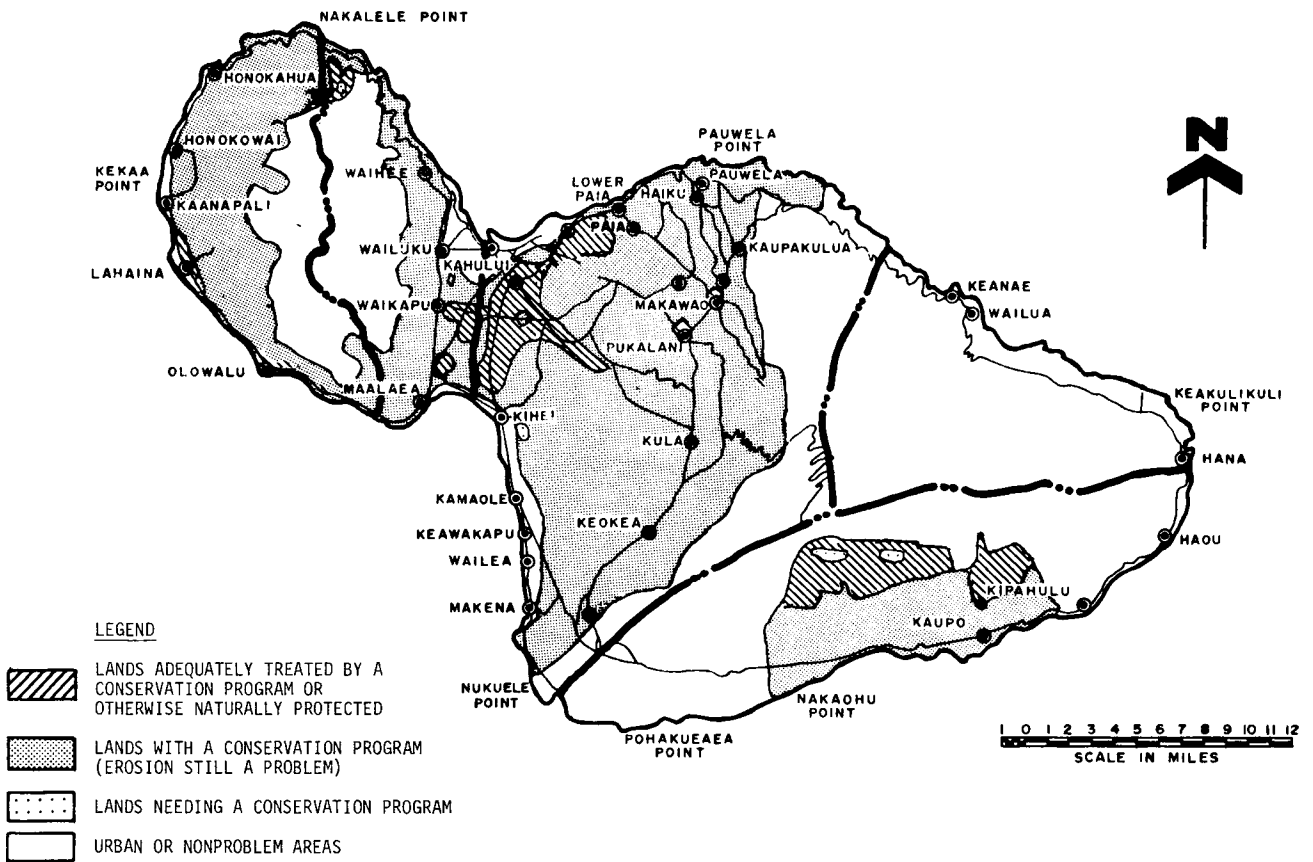 NAKALELE POINT
HONOKAHUA
HONOKOWAI
KEKAA
POINT
KAANAPALI
LAHAINA
OLOWALU
WAIHEE
WAILUKU
KAHULUI
WAIKAPU
MAALAEA
PAUWELA
POINT
PAUWELA
LOWER
PAIA
HAIKU
PAIA
KAUPAKULUA
MAKAWAO
PUKALANI
N
KEANAE
WAILUA
KEAKULIKULI
POINT
HANA
KIHEI
KULA
KAMAOLE
KEAWAKAPU
KEOKEA
WAILEA
MAKENA
HAOU
KIPAHULU
KAUPO
NUKUELE
POINT
NAKAOHU
POINT
POHAKUEAEA
POINT
1 0 1 2 3 4 5 6 7 8 9 10 11 12
SCALE IN MILES
LEGEND
LANDS ADEQUATELY TREATED BY A
CONSERVATION PROGRAM OR
OTHERWISE NATURALLY PROTECTED
LANDS WITH A CONSERVATION PROGRAM
(EROSION STILL A PROBLEM)
LANDS NEEDING A CONSERVATION PROGRAM
URBAN OR NONPROBLEM AREAS